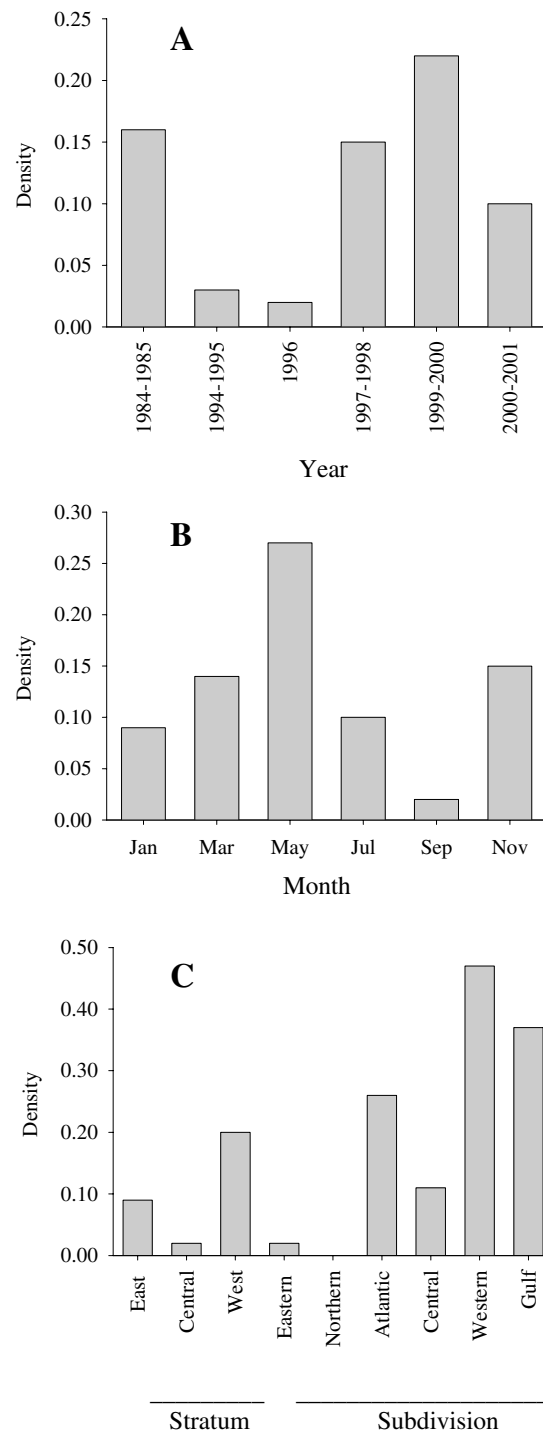 A
Density
0.25
0.20
0.15
0.10
0.05
0.00
1984-1985
1994-1995
1996
1997-1998
1999-2000
2000-2001
Year
B
Density
0.30
0.25
0.20
0.15
0.10
0.05
0.00
Jan Mar May Jul Sep Nov
Month
C
Density
0.50
0.40
0.30
0.20
0.10
0.00
East
Central
West
Eastern
Northern
Atlantic
Central
Western
Gulf
Stratum Subdivision